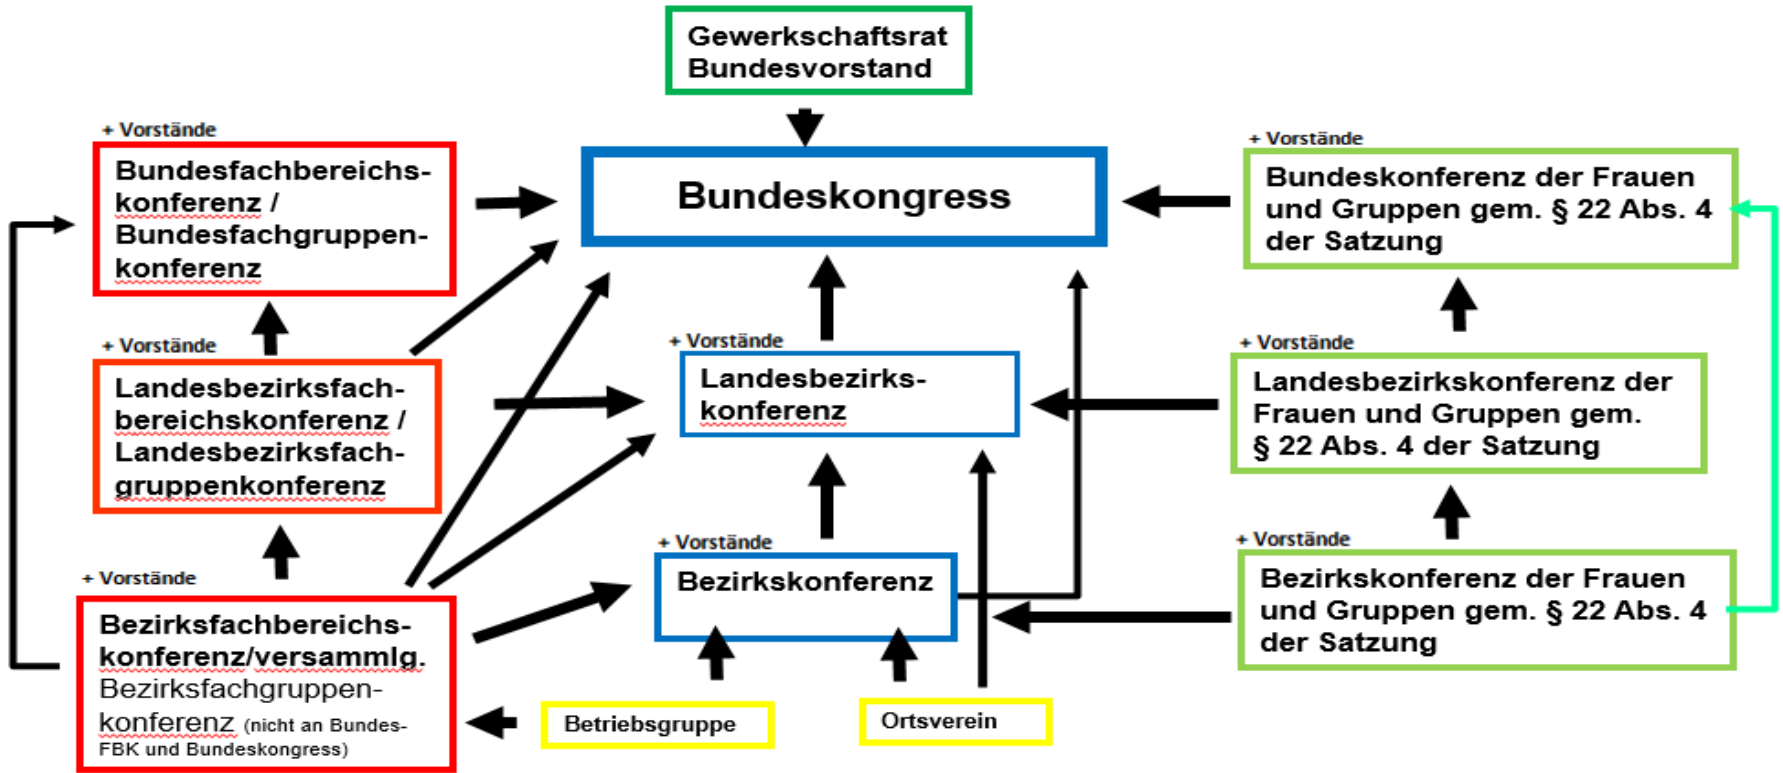 Gewerkschaftsrat
Bundesvorstand
+ Vorstände
Bundesfachbereichs-
konferenz /
Bundesfachgruppen-
konferenz
Bundeskongress
+ Vorstände
Bundeskonferenz der Frauen
und Gruppen gem. § 22 Abs. 4
der Satzung
+ Vorstände
Landesbezirksfach-
bereichskonferenz /
Landesbezirksfach-
gruppenkonferenz
+ Vorstände
Landesbezirks-
konferenz
+ Vorstände
Landesbezirkskonferenz der
Frauen und Gruppen gem.
§ 22 Abs. 4 der Satzung
+ Vorstände
Bezirksfachbereichs-
konferenz/versammlg.
Bezirksfachgruppen-
konferenz (nicht an Bundes-
FBK und Bundeskongress)
+ Vorstände
Bezirkskonferenz
+ Vorstände
Bezirkskonferenz der Frauen
und Gruppen gem. § 22 Abs. 4
der Satzung
Betriebsgruppe
Ortsverein